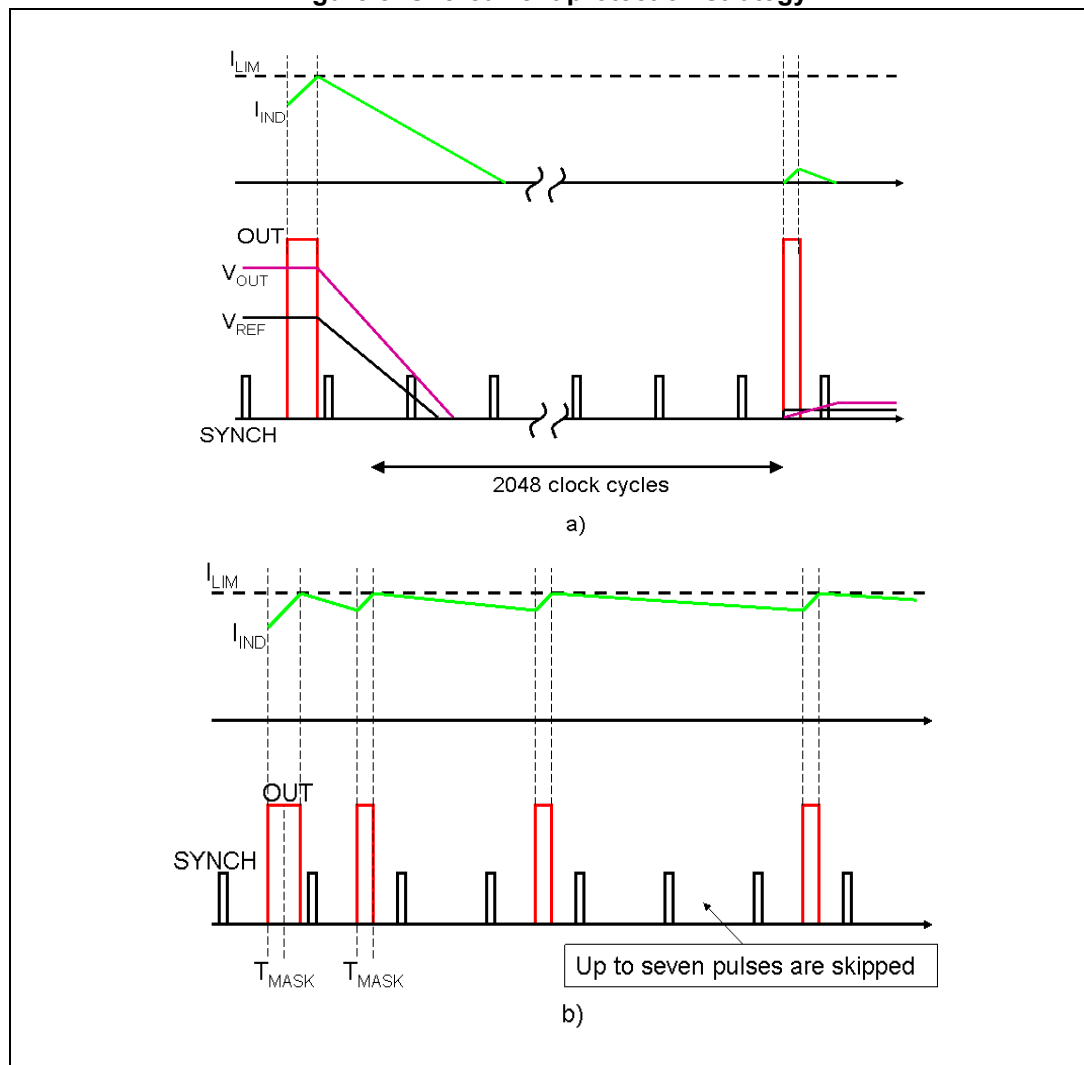 I_LIM
I_IND
OUT
V_OUT
V_REF
SYNCH
2048 clock cycles
a)
I_LIM
I_IND
OUT
SYNCH
T_MASK T_MASK
Up to seven pulses are skipped
b)